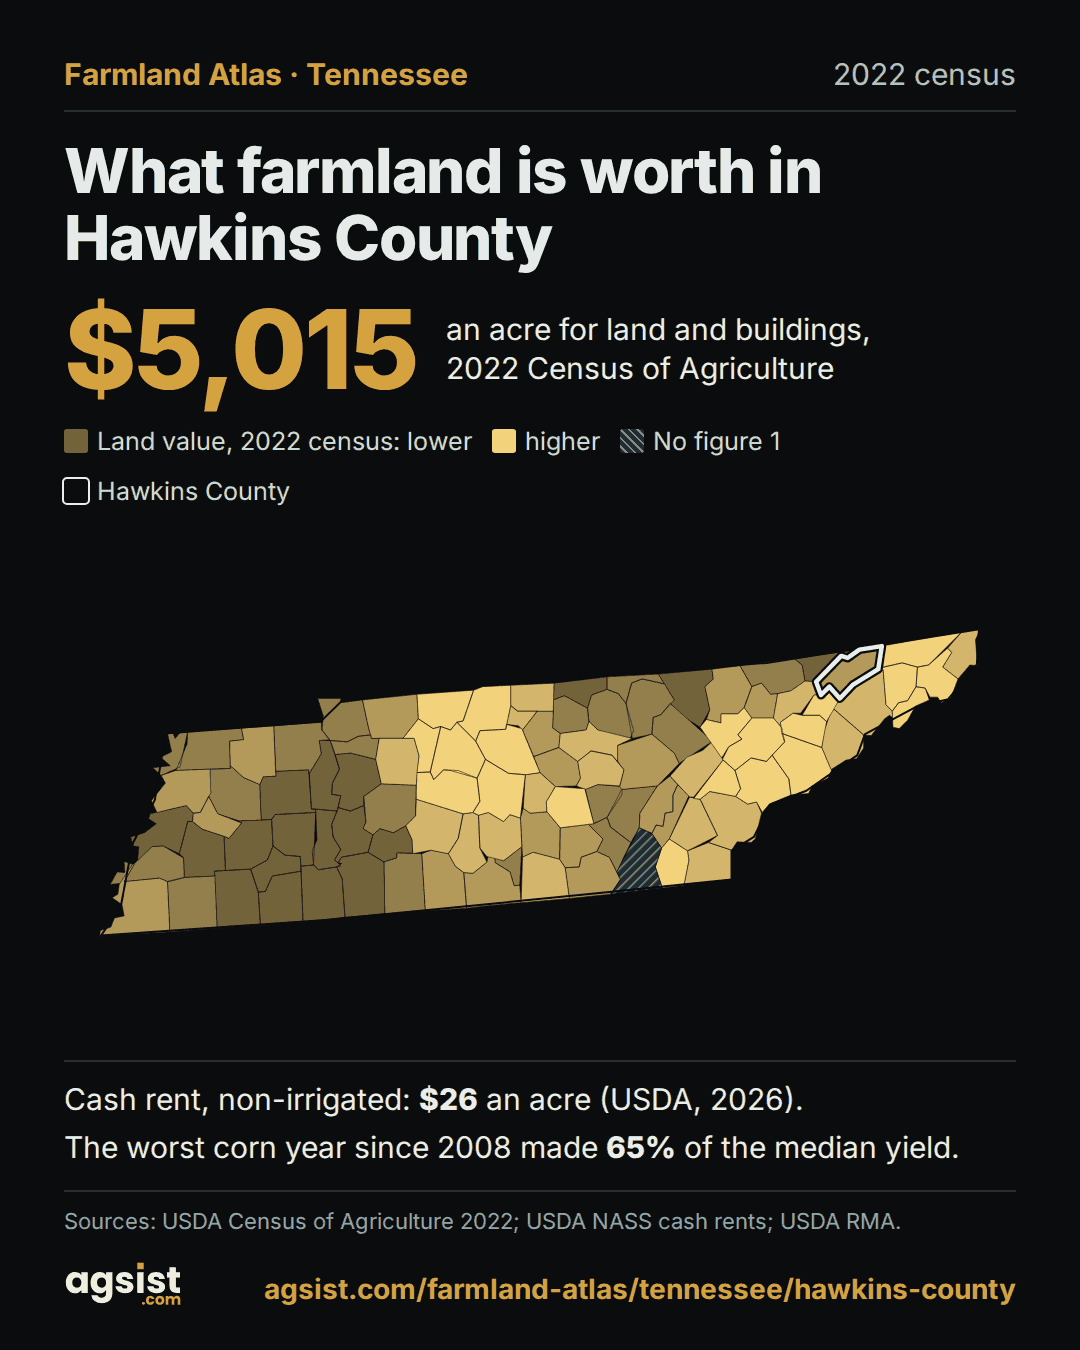 Farmland Atlas · Tennessee
2022 census
What farmland is worth in
Hawkins County
$5,015
an acre for land and buildings,
2022 Census of Agriculture
Land value, 2022 census: lower
higher
No figure 1
Hawkins County
Cash rent, non-irrigated: $26 an acre (USDA, 2026).
The worst corn year since 2008 made 65% of the median yield.
Sources: USDA Census of Agriculture 2022; USDA NASS cash rents; USDA RMA.
agsist
.com
agsist.com/farmland-atlas/tennessee/hawkins-county